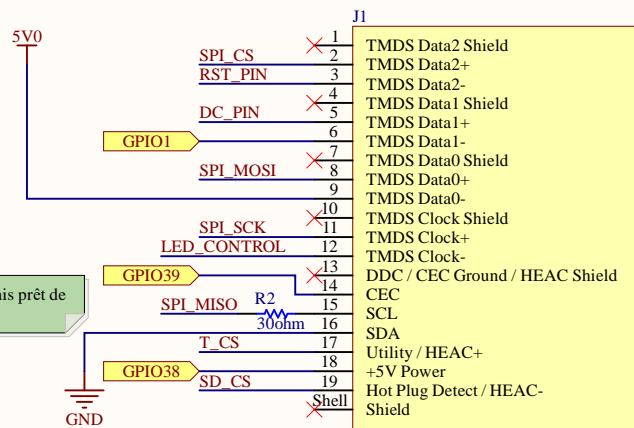 J1
5V0
1 TMDS Data2 Shield
SPI_CS 2 TMDS Data2+
RST_PIN 3 TMDS Data2-
4 TMDS Data1 Shield
DC_PIN 5 TMDS Data1+
GPIO1 6 TMDS Data1-
7 TMDS Data0 Shield
SPI_MOSI 8 TMDS Data0+
9 TMDS Data0-
10 TMDS Clock Shield
SPI_SCK 11 TMDS Clock+
LED_CONTROL 12 TMDS Clock-
13 DDC / CEC Ground / HEAC Shield
GPIO39 14 CEC
is prêt de
SPI_MISO R2 15 SCL
30ohm 16 SDA
T_CS 17 Utility / HEAC+
GPIO38 18 +5V Power
SD_CS 19 Hot Plug Detect / HEAC-
Shell Shield
GND